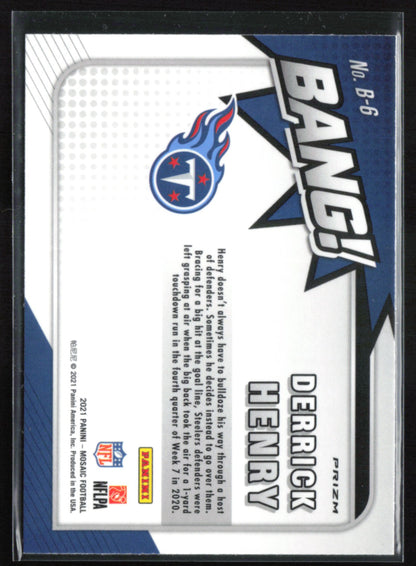 No. B-6
BANG!
T
DERRICK
HENRY
PRIZM
Henry doesn't always have to bulldoze his way through a host
of defenders. Sometimes he decides instead to go over them.
Bracing for a big hit at the goal line, Steelers defenders were
left grasping at air when the big back took the air for a 1-yard
touchdown run in the fourth quarter of Week 7 in 2020.
PANINI
NFL
NFLPA
2021 PANINI – MOSAIC FOOTBALL
帕尼尼 © 2021 Panini America, Inc. Produced in the USA.